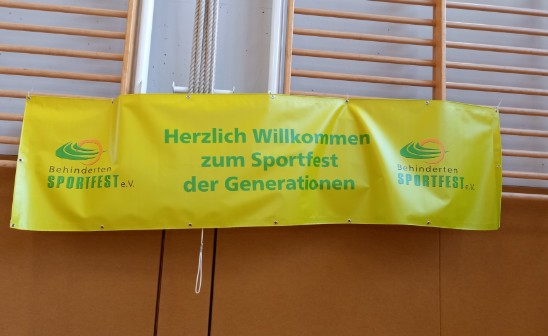 Behinderten
SPORTFEST e.V.
Herzlich Willkommen
zum Sportfest
der Generationen
Behinderten
SPORTFEST e.V.